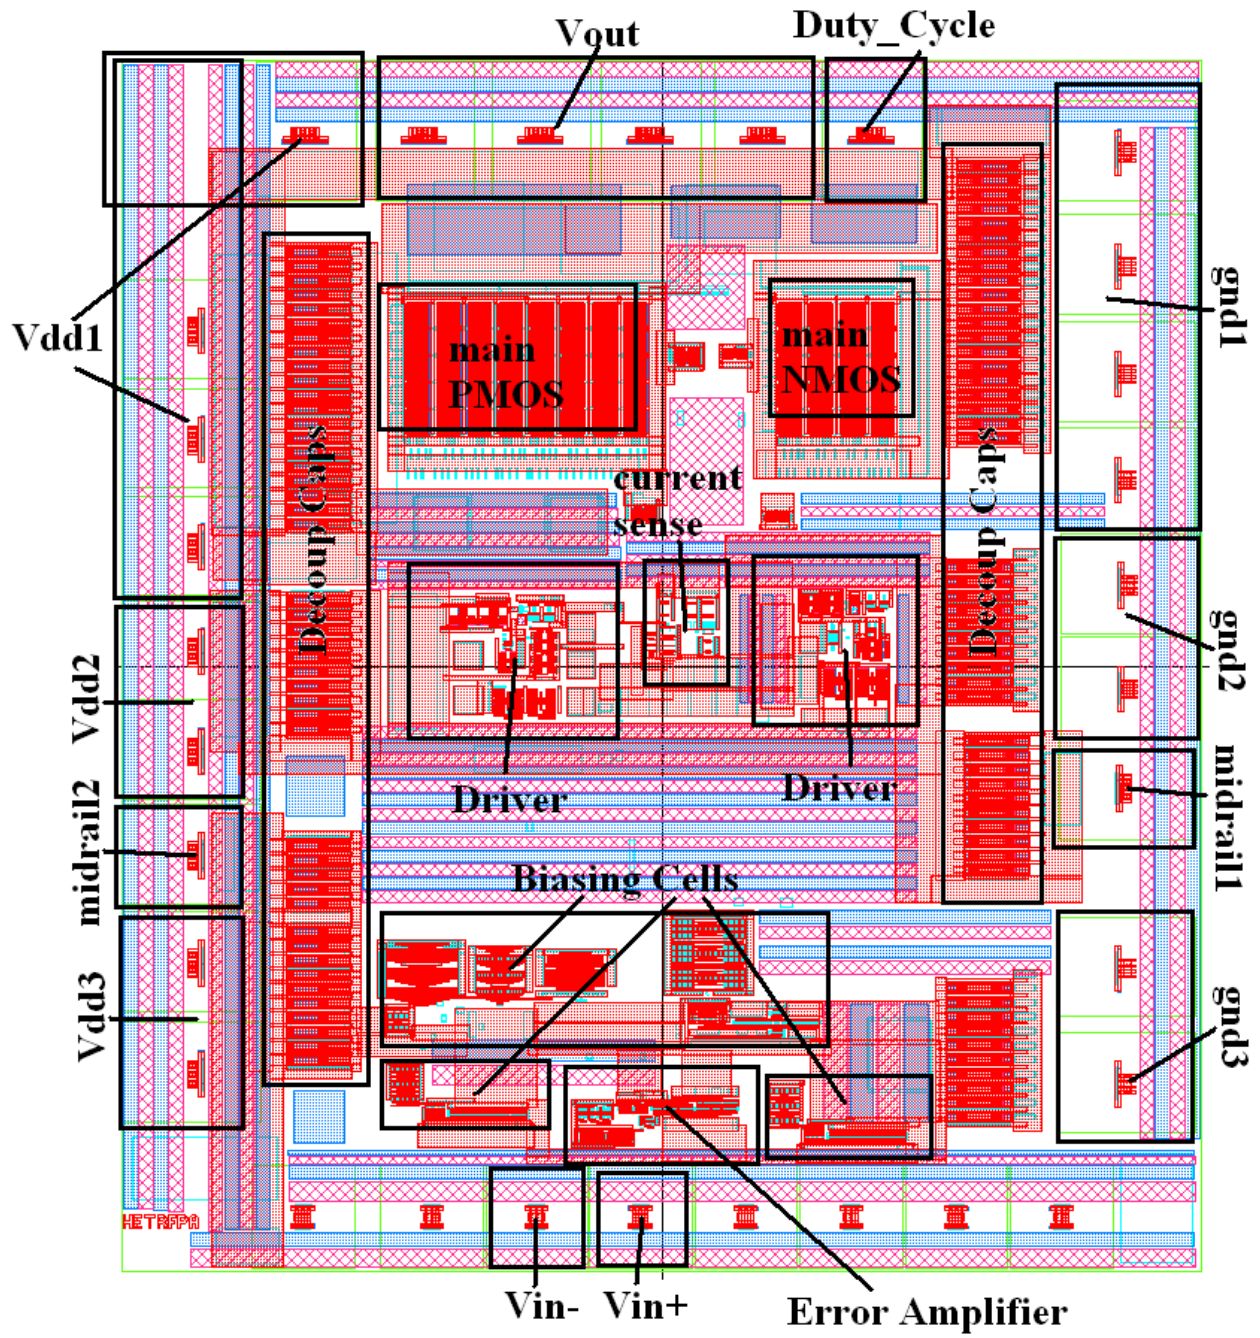 Vout
Duty_Cycle
gnd1
Vdd1
main
PMOS
main
NMOS
Decoup Caps
Decoup Caps
current
sense
gnd2
Vdd2
Driver
Driver
midrail1
midrail2
Biasing Cells
Vdd3
gnd3
HETRFPA
Vin-
Vin+
Error Amplifier